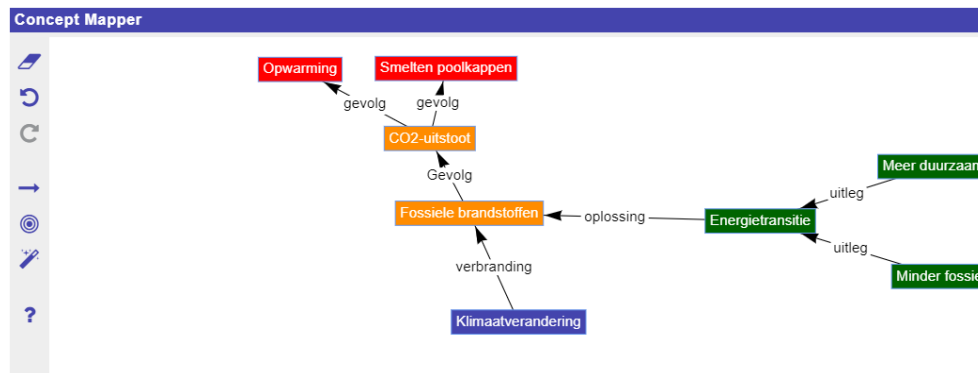 Concept Mapper
Opwarming
Smelten poolkappen
gevolg
gevolg
CO2-uitstoot
Gevolg
Meer duurzaam
uitleg
Fossiele brandstoffen
oplossing
Energietransitie
uitleg
verbranding
Minder fossie
Klimaatverandering
?